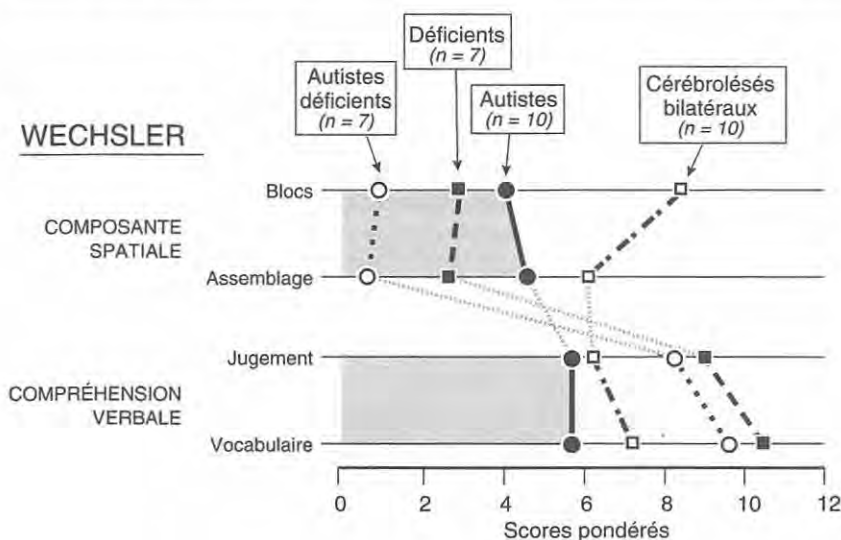 Déficients
(n = 7)
Autistes
déficients
(n = 7)
Autistes
(n = 10)
Cérébrolésés
bilatéraux
(n = 10)
WECHSLER
Blocs
COMPOSANTE
SPATIALE
Assemblage
Jugement
COMPRÉHENSION
VERBALE
Vocabulaire
0 2 4 6 8 10 12
Scores pondérés